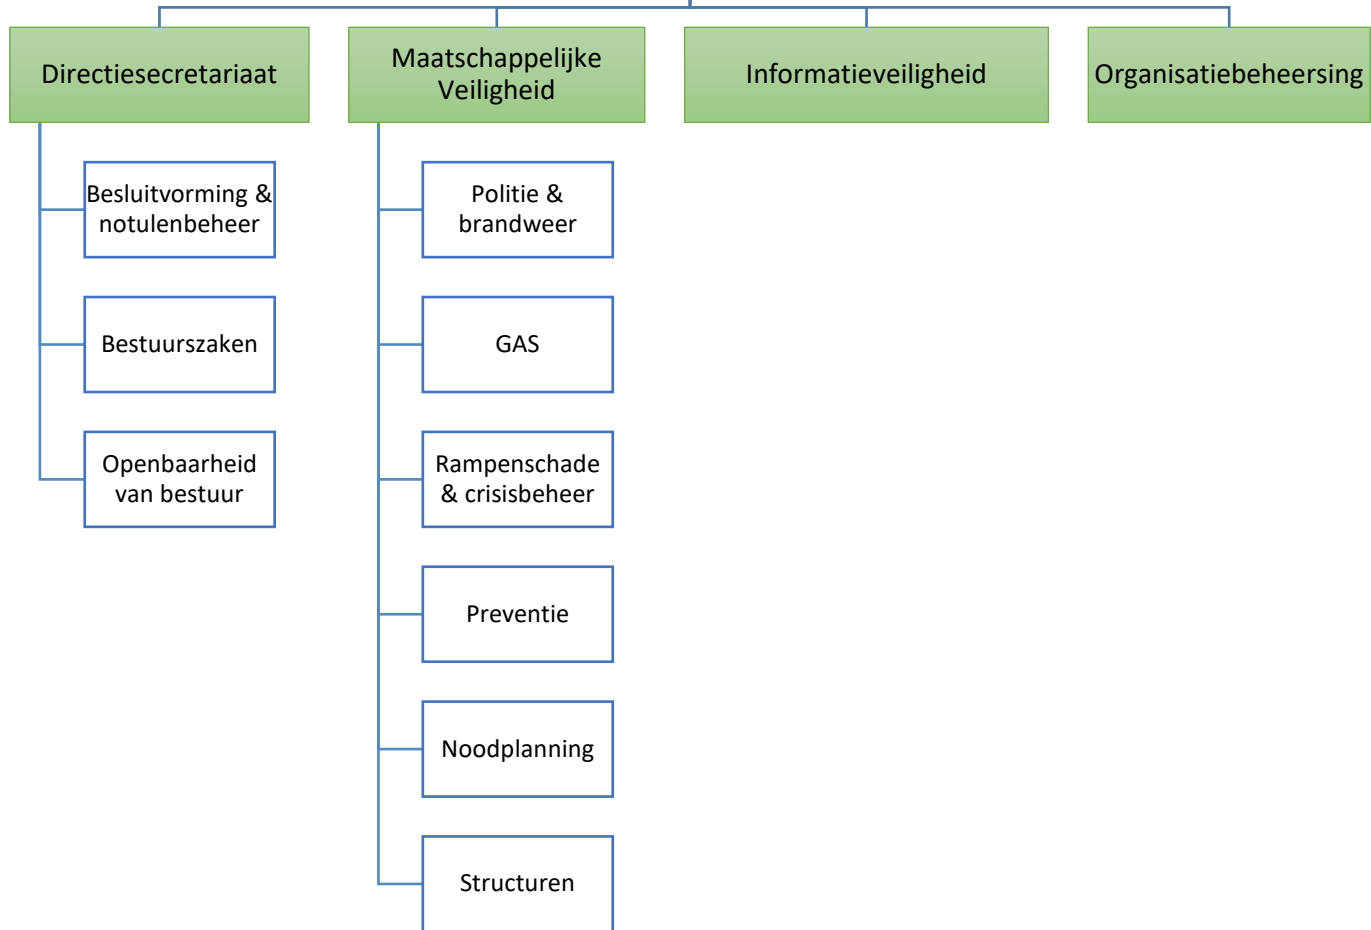 Directiesecretariaat
Maatschappelijke
Veiligheid
Informatieveiligheid
Organisatiebeheersing
Besluitvorming &
notulenbeheer
Bestuurszaken
Openbaarheid
van bestuur
Politie &
brandweer
GAS
Rampenschade
& crisisbeheer
Preventie
Noodplanning
Structuren